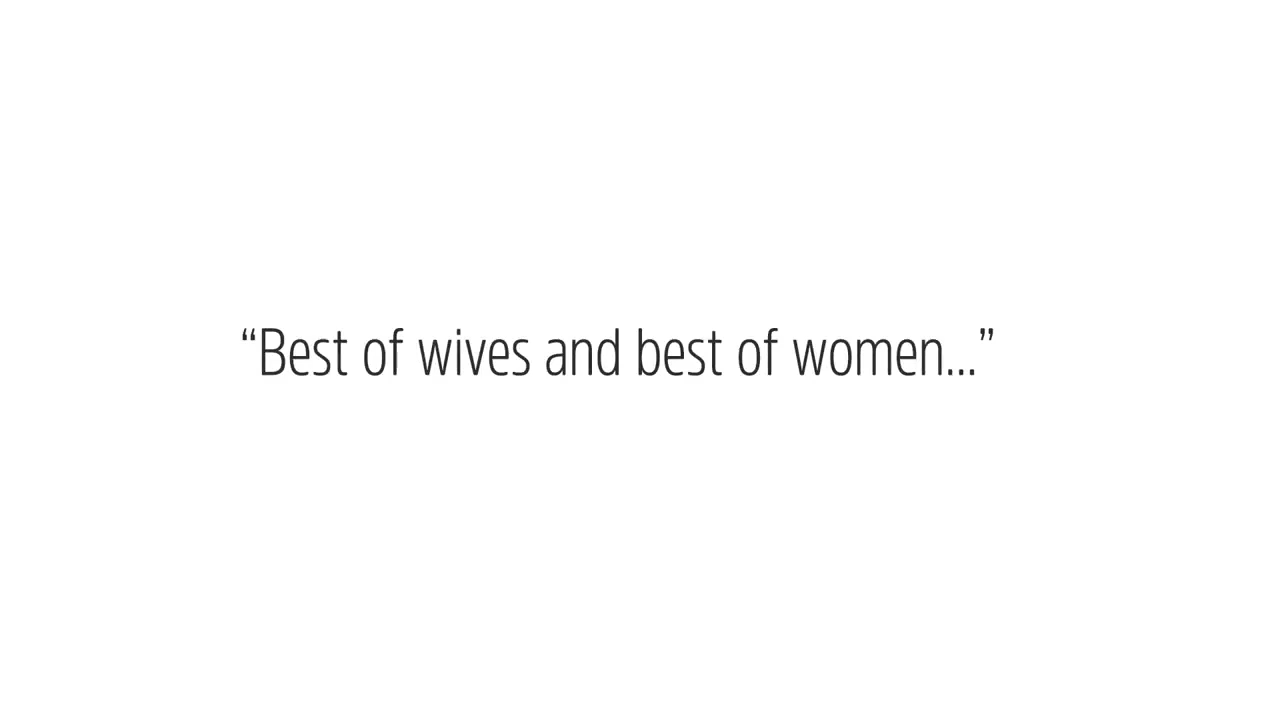 “Best of wives and best of women...”